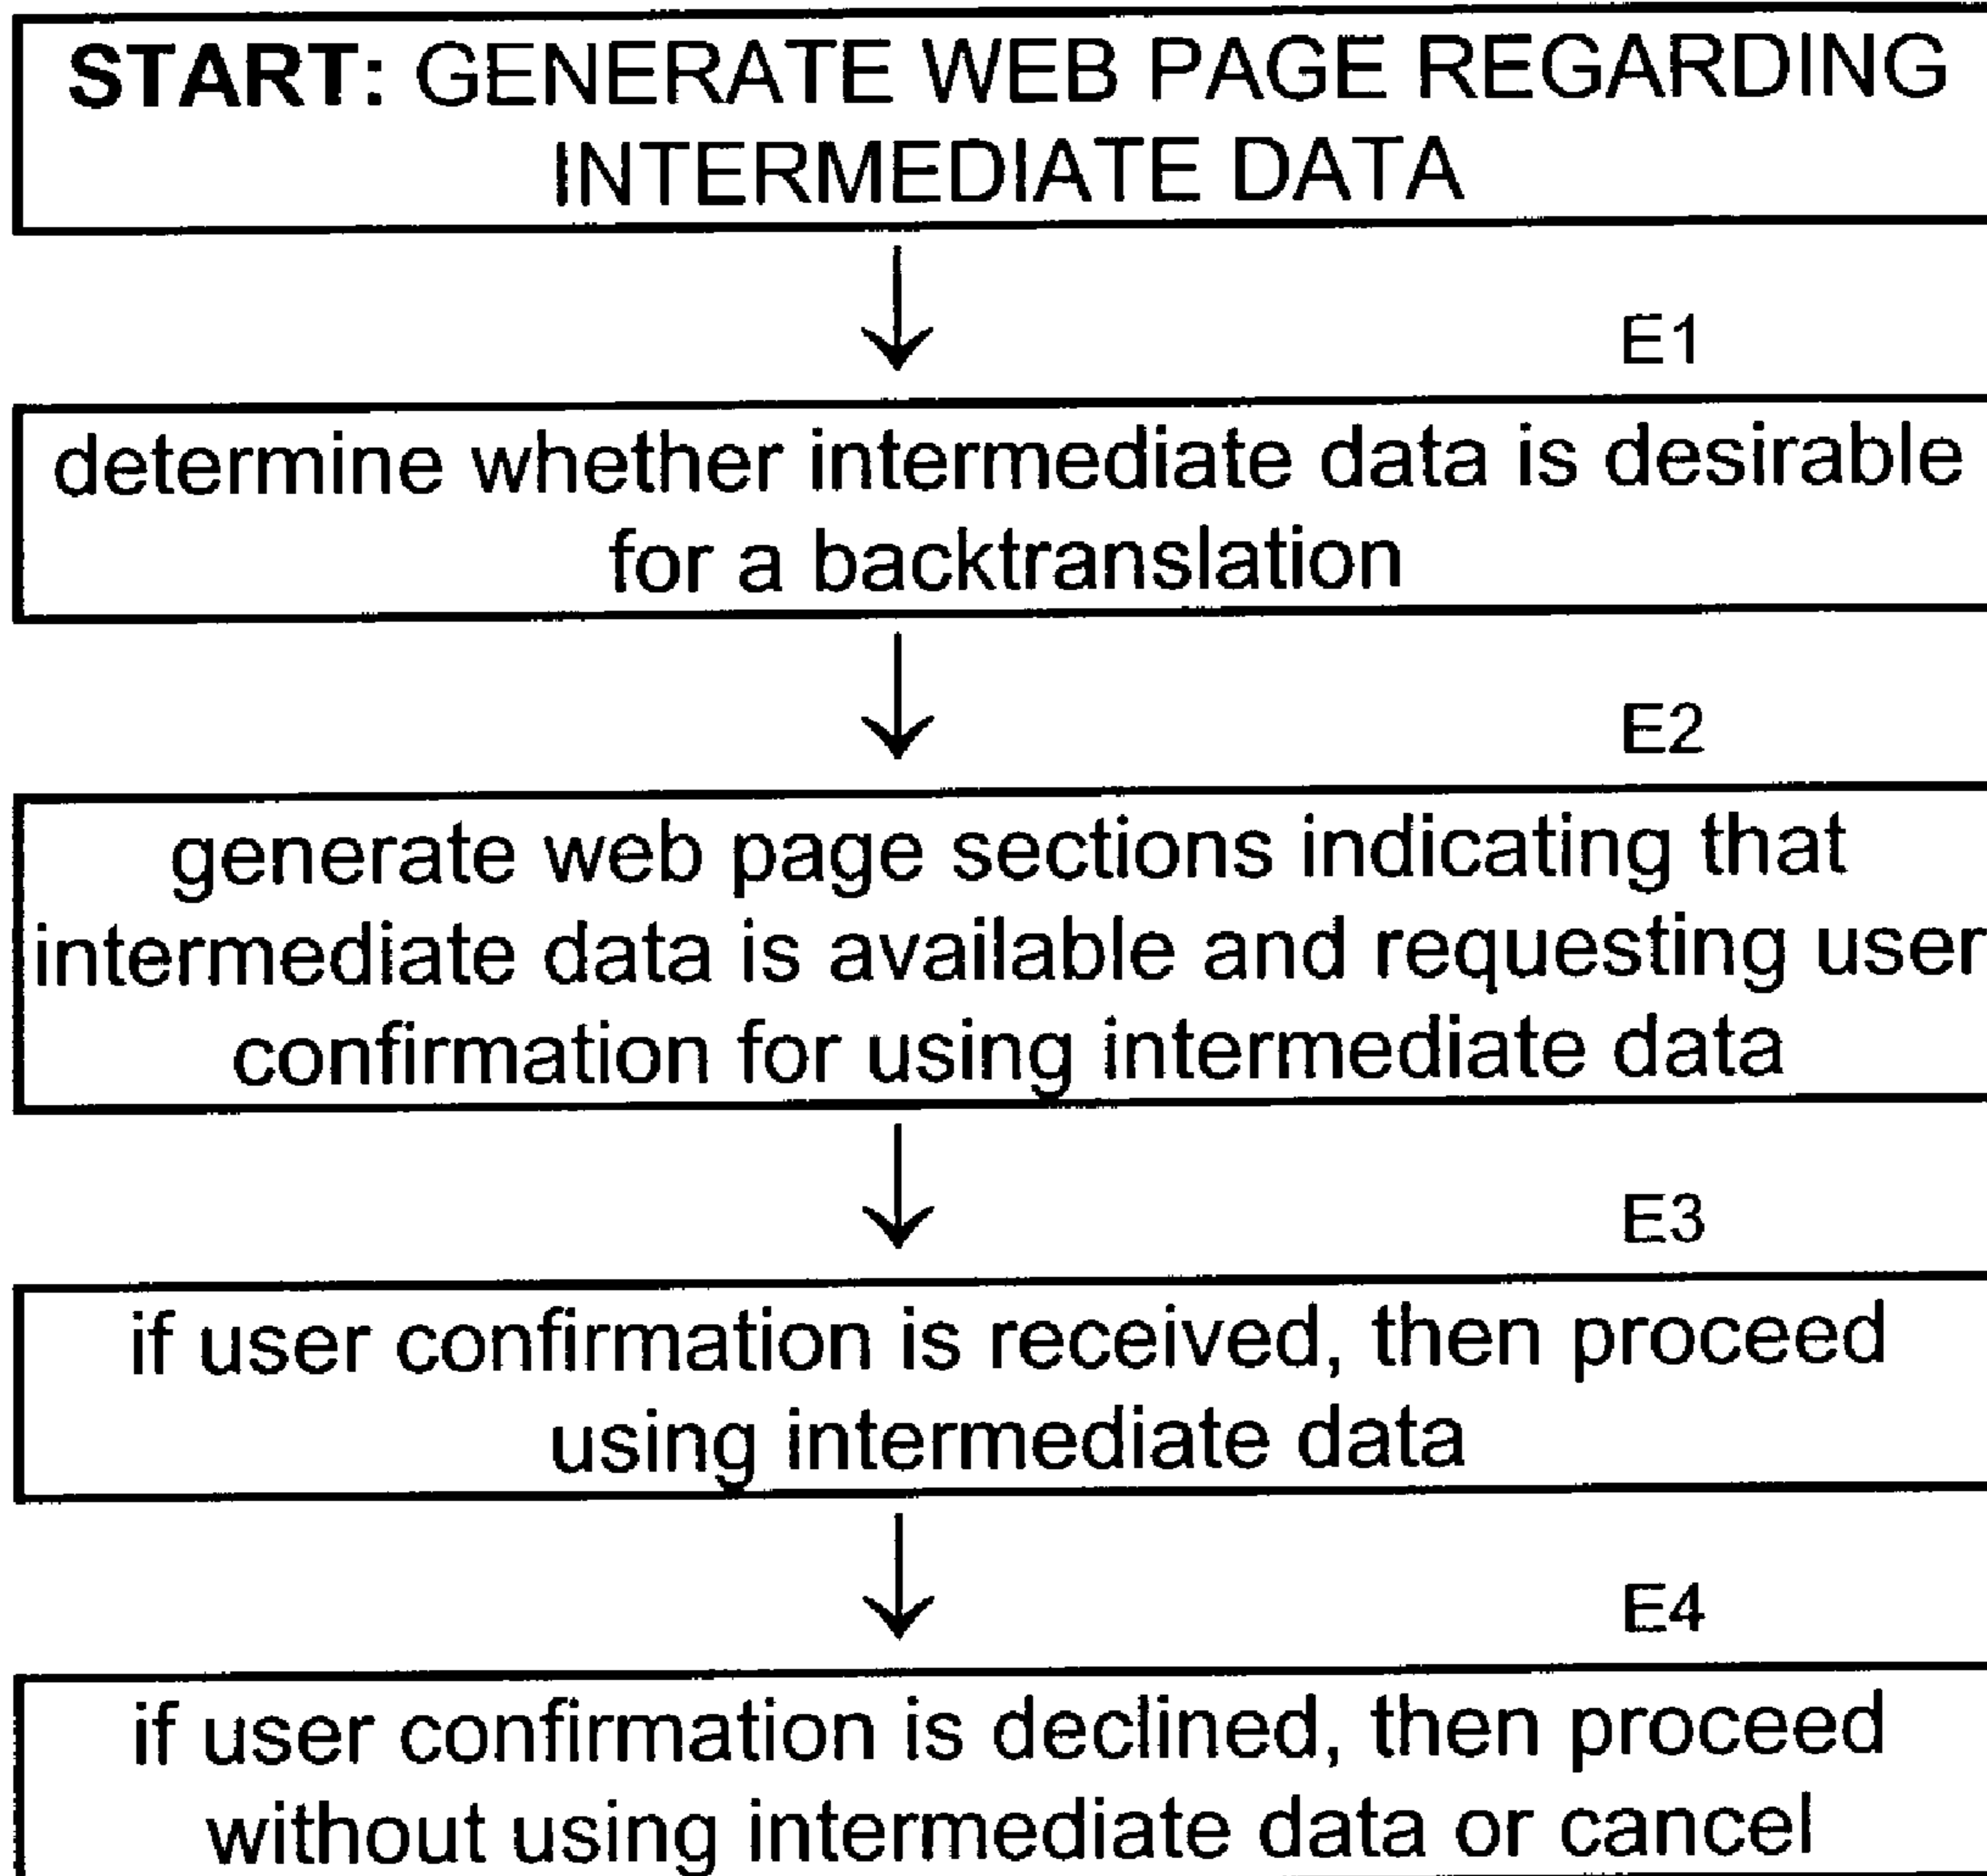 START: GENERATE WEB PAGE REGARDING
INTERMEDIATE DATA
E1
determine whether intermediate data is desirable
for a backtranslation
E2
generate web page sections indicating that
intermediate data is available and requesting user
confirmation for using intermediate data
E3
if user confirmation is received, then proceed
using intermediate data
E4
if user confirmation is declined, then proceed
without using intermediate data or cancel